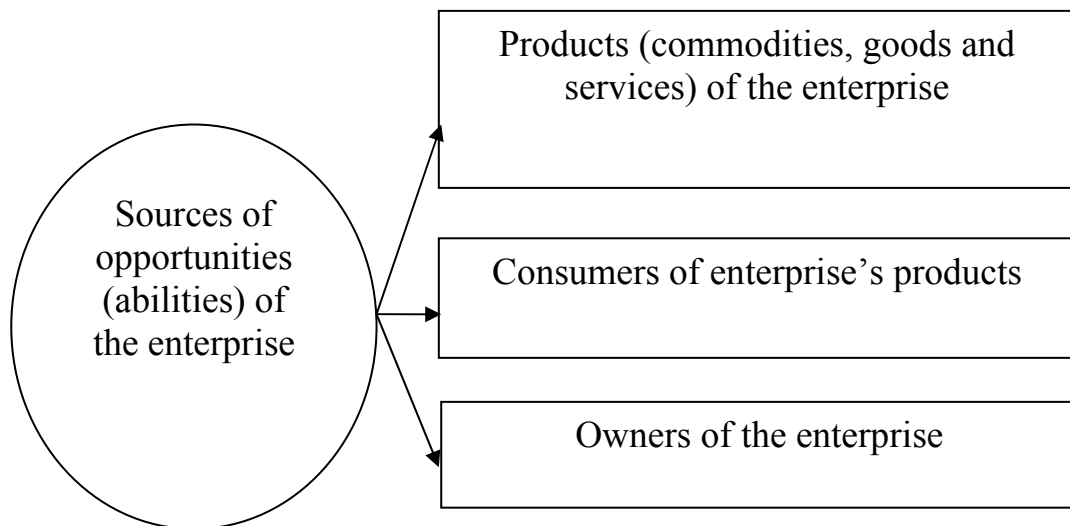 Products (commodities, goods and
services) of the enterprise
Sources of
opportunities
(abilities) of
the enterprise
Consumers of enterprise’s products
Owners of the enterprise